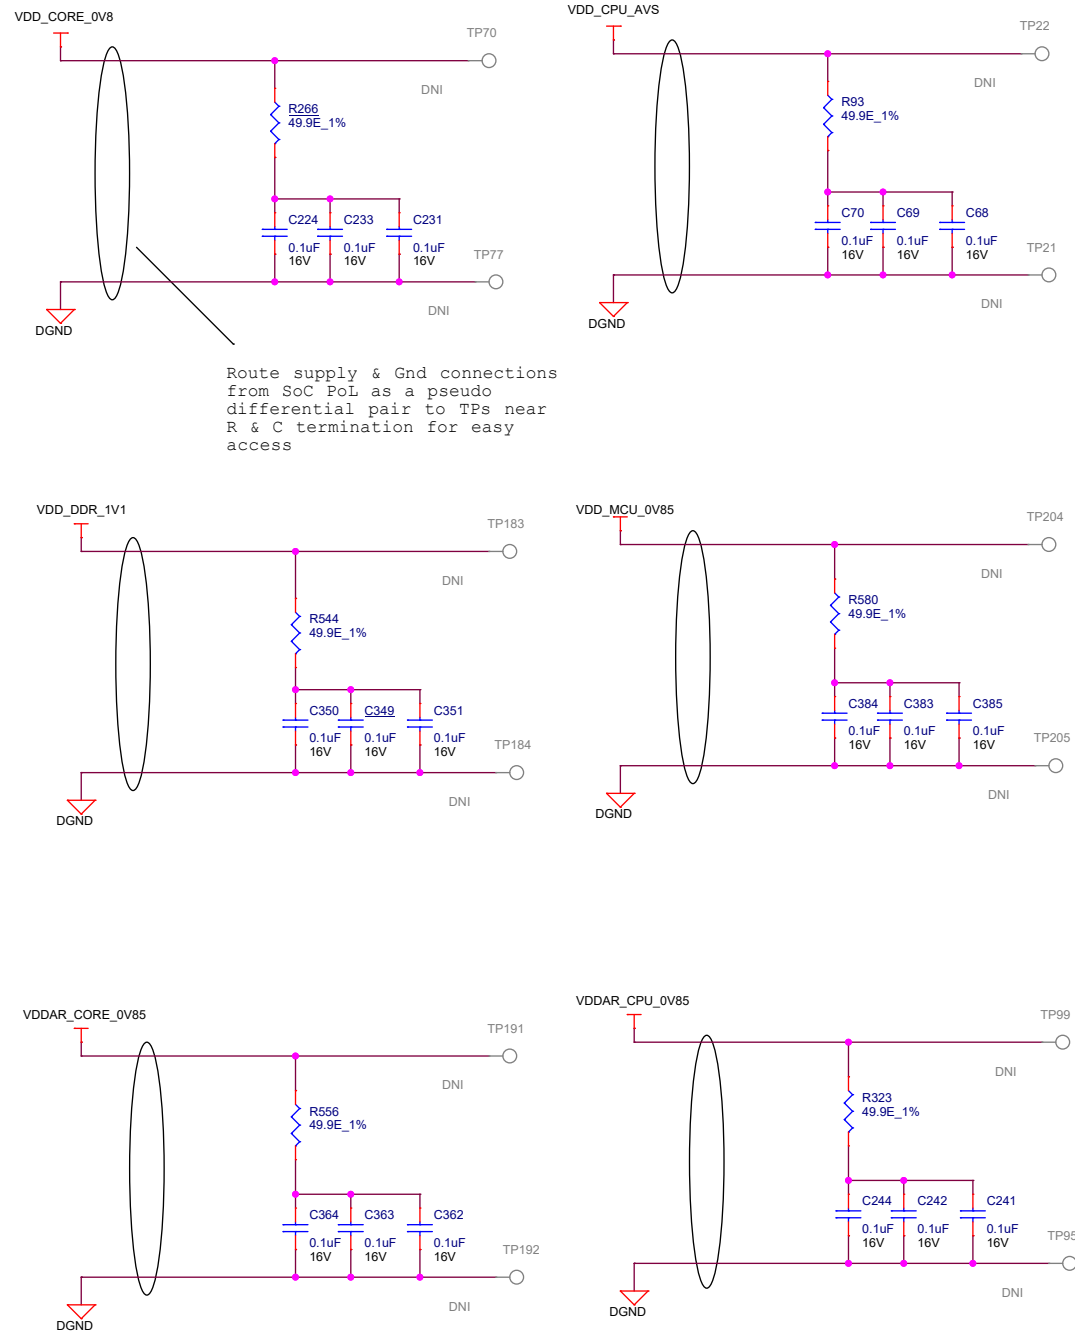 VDD_CORE_0V8
TP70
DNI
R266
49.9E_1%
C224 C233 C231
0.1uF 0.1uF 0.1uF
16V 16V 16V
TP77
DNI
DGND
Route supply & Gnd connections
from SoC PoL as a pseudo
differential pair to TPs near
R & C termination for easy
access
VDD_CPU_AVS
TP22
DNI
R93
49.9E_1%
C70 C69 C68
0.1uF 0.1uF 0.1uF
16V 16V 16V
TP21
DNI
DGND
VDD_DDR_1V1
TP183
DNI
R544
49.9E_1%
C350 C349 C351
0.1uF 0.1uF 0.1uF
16V 16V 16V
TP184
DNI
DGND
VDD_MCU_0V85
TP204
DNI
R580
49.9E_1%
C384 C383 C385
0.1uF 0.1uF 0.1uF
16V 16V 16V
TP205
DNI
DGND
VDDAR_CORE_0V85
TP191
DNI
R556
49.9E_1%
C364 C363 C362
0.1uF 0.1uF 0.1uF
16V 16V 16V
TP192
DNI
DGND
VDDAR_CPU_0V85
TP99
DNI
R323
49.9E_1%
C244 C242 C241
0.1uF 0.1uF 0.1uF
16V 16V 16V
TP95
DNI
DGND